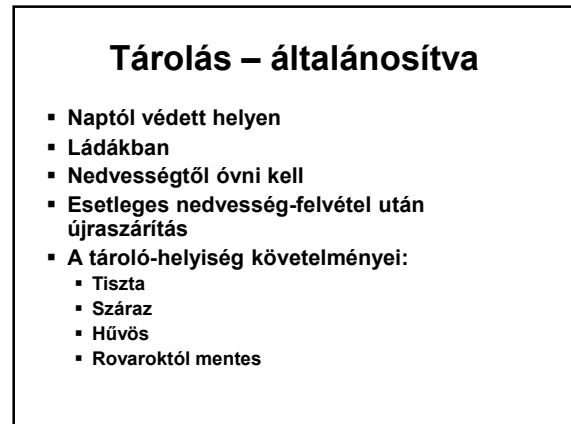 Tárolás – általánosítva
▪ Naptól védett helyen
▪ Ládákban
▪ Nedvességtől óvni kell
▪ Esetleges nedvesség-felvétel után
újraszárítás
▪ A tároló-helyiség követelményei:
▪ Tiszta
▪ Száraz
▪ Hűvös
▪ Rovaroktól mentes